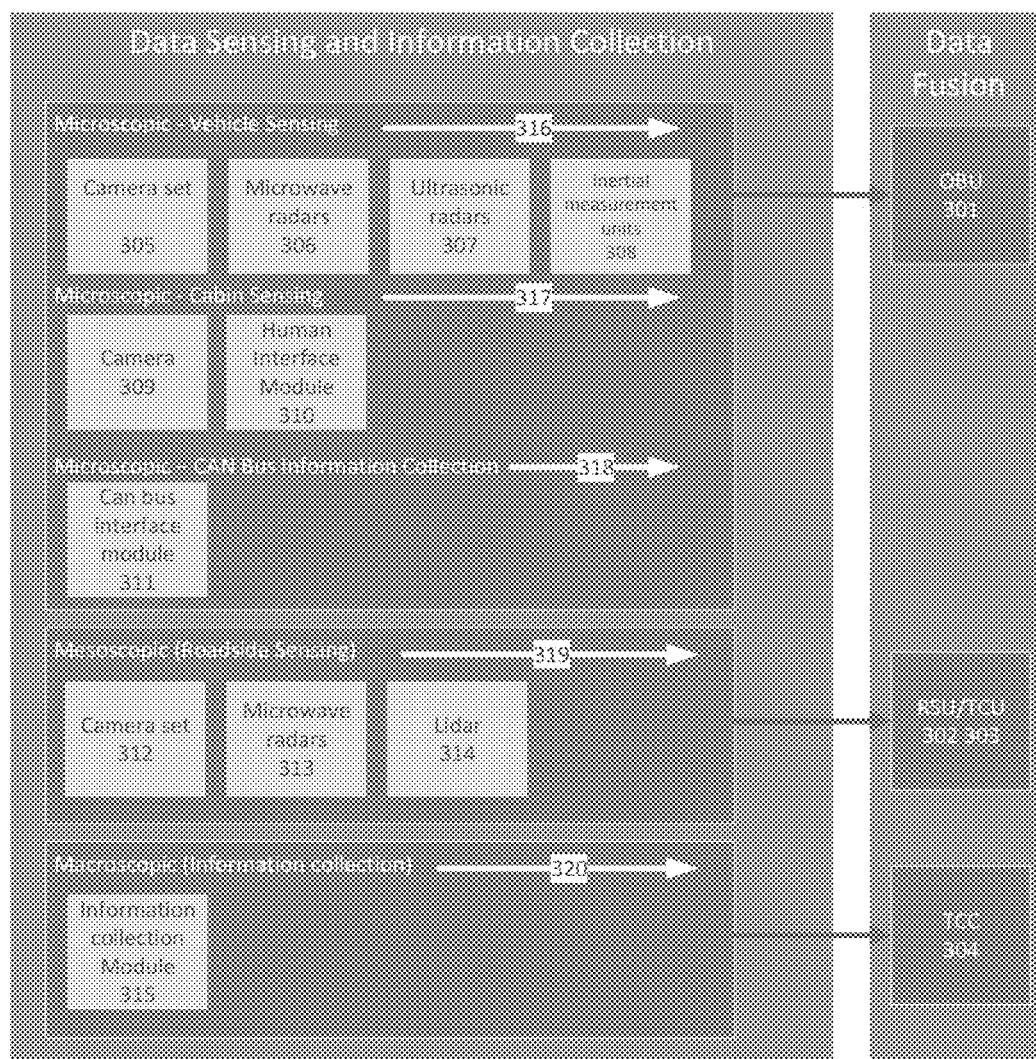 Data Sensing and Information Collection
Microscopic - Vehicle Sensing
316
Camera set
305
Microwave
radars
306
Ultrasonic
radars
307
Inertial
measurement
units
308
Microscopic - Cabin Sensing
317
Camera
309
Human
Interface
Module
310
Microscopic - CAN Bus Information Collection
318
Can bus
interface
module
311
Mesoscopic (Roadside Sensing)
319
Camera set
312
Microwave
radars
313
Lidar
314
Macroscopic (Information collection)
320
Information
collection
Module
315
Data
Fusion
OBU
301
RSU/TCU
302 303
TCC
304